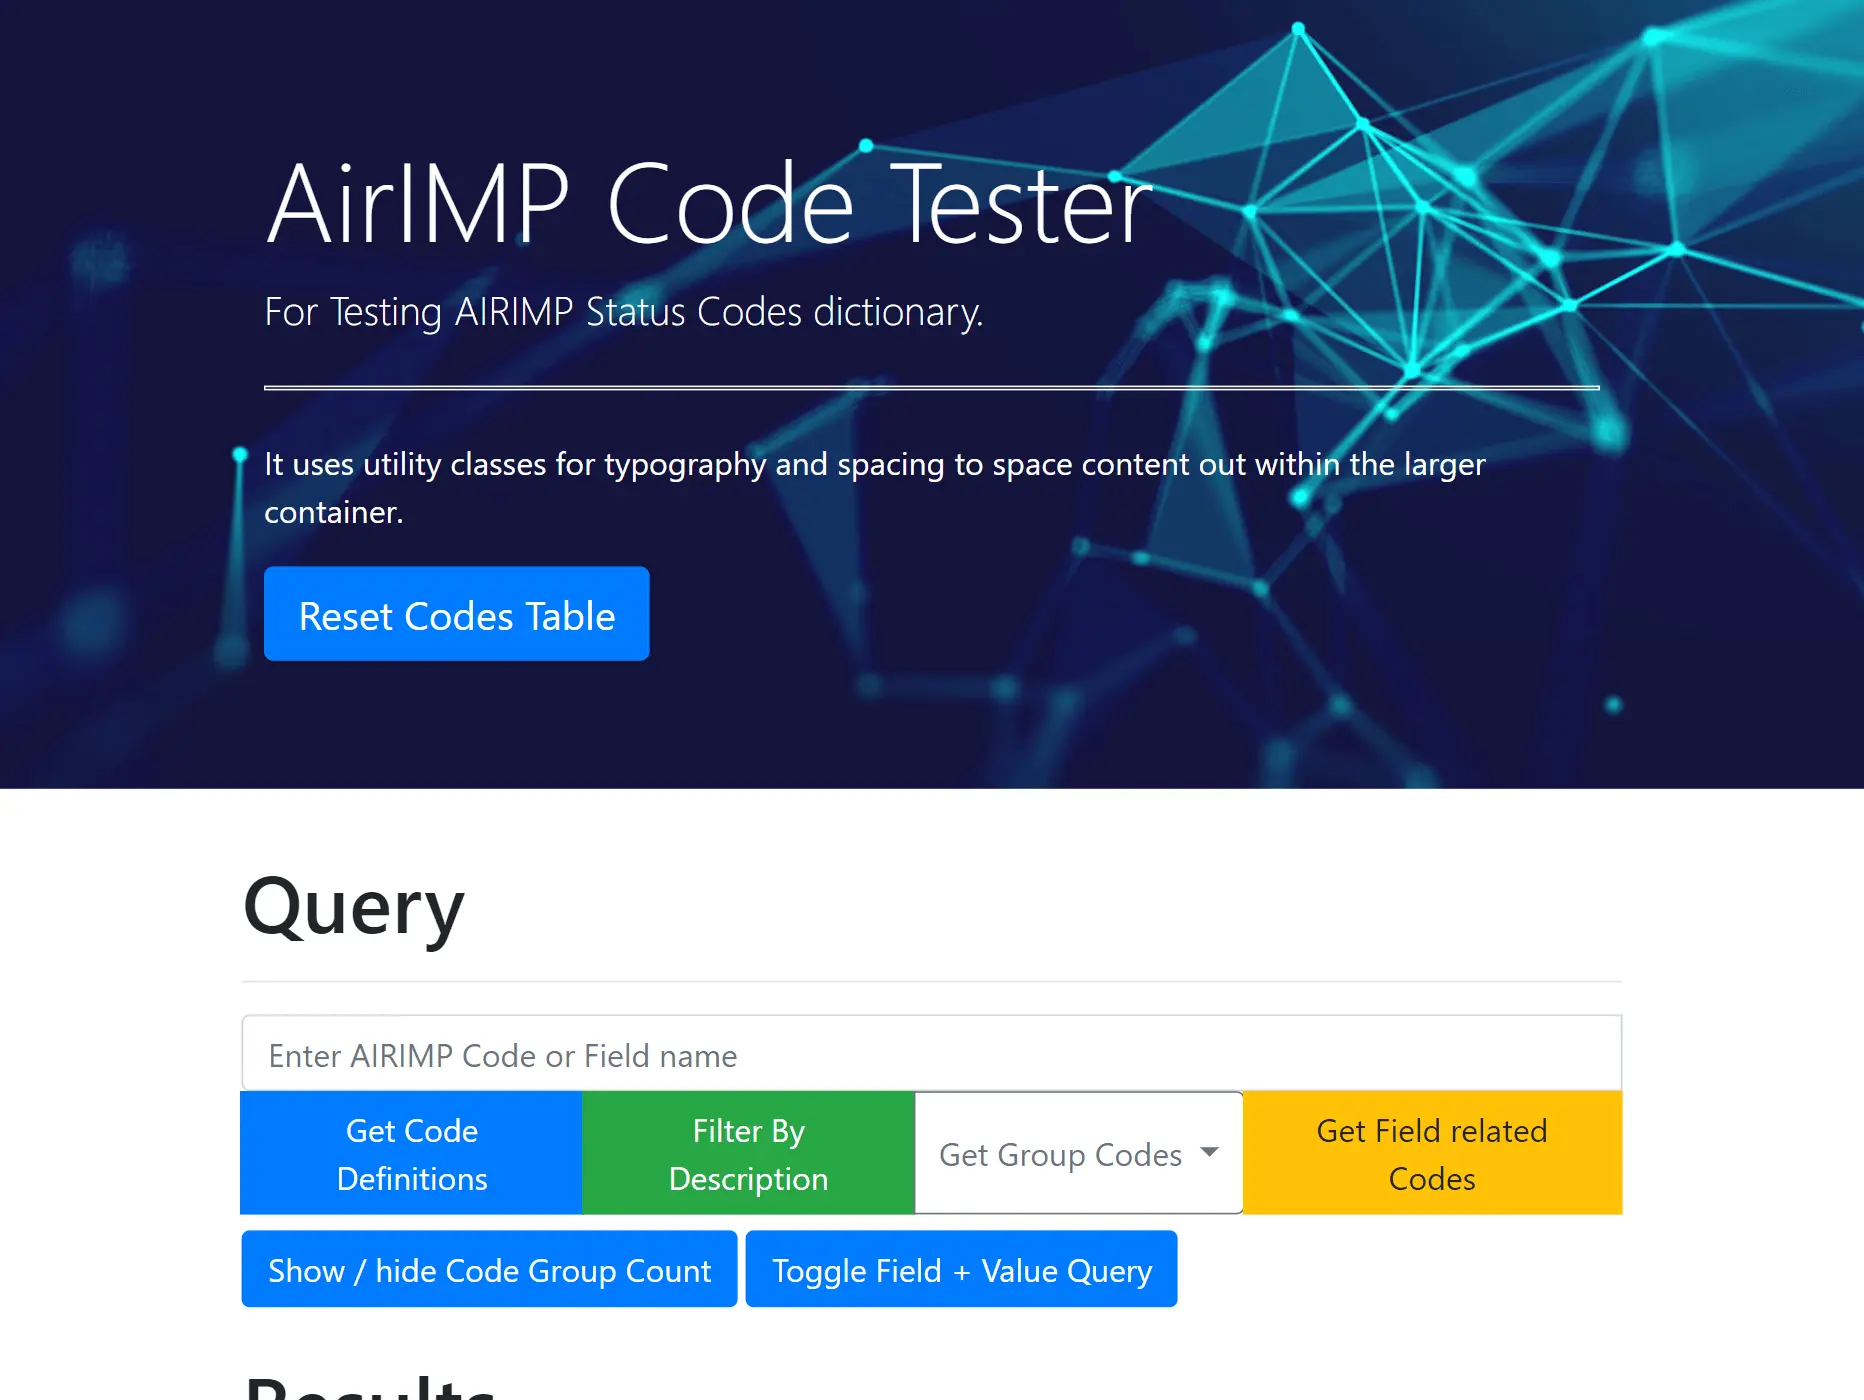 AirIMP Code Tester
For Testing AIRIMP Status Codes dictionary.
It uses utility classes for typography and spacing to space content out within the larger
container.
Reset Codes Table
Query
Enter AIRIMP Code or Field name
Get Code
Definitions
Filter By
Description
Get Group Codes
Get Field related
Codes
Show / hide Code Group Count
Toggle Field + Value Query
Results